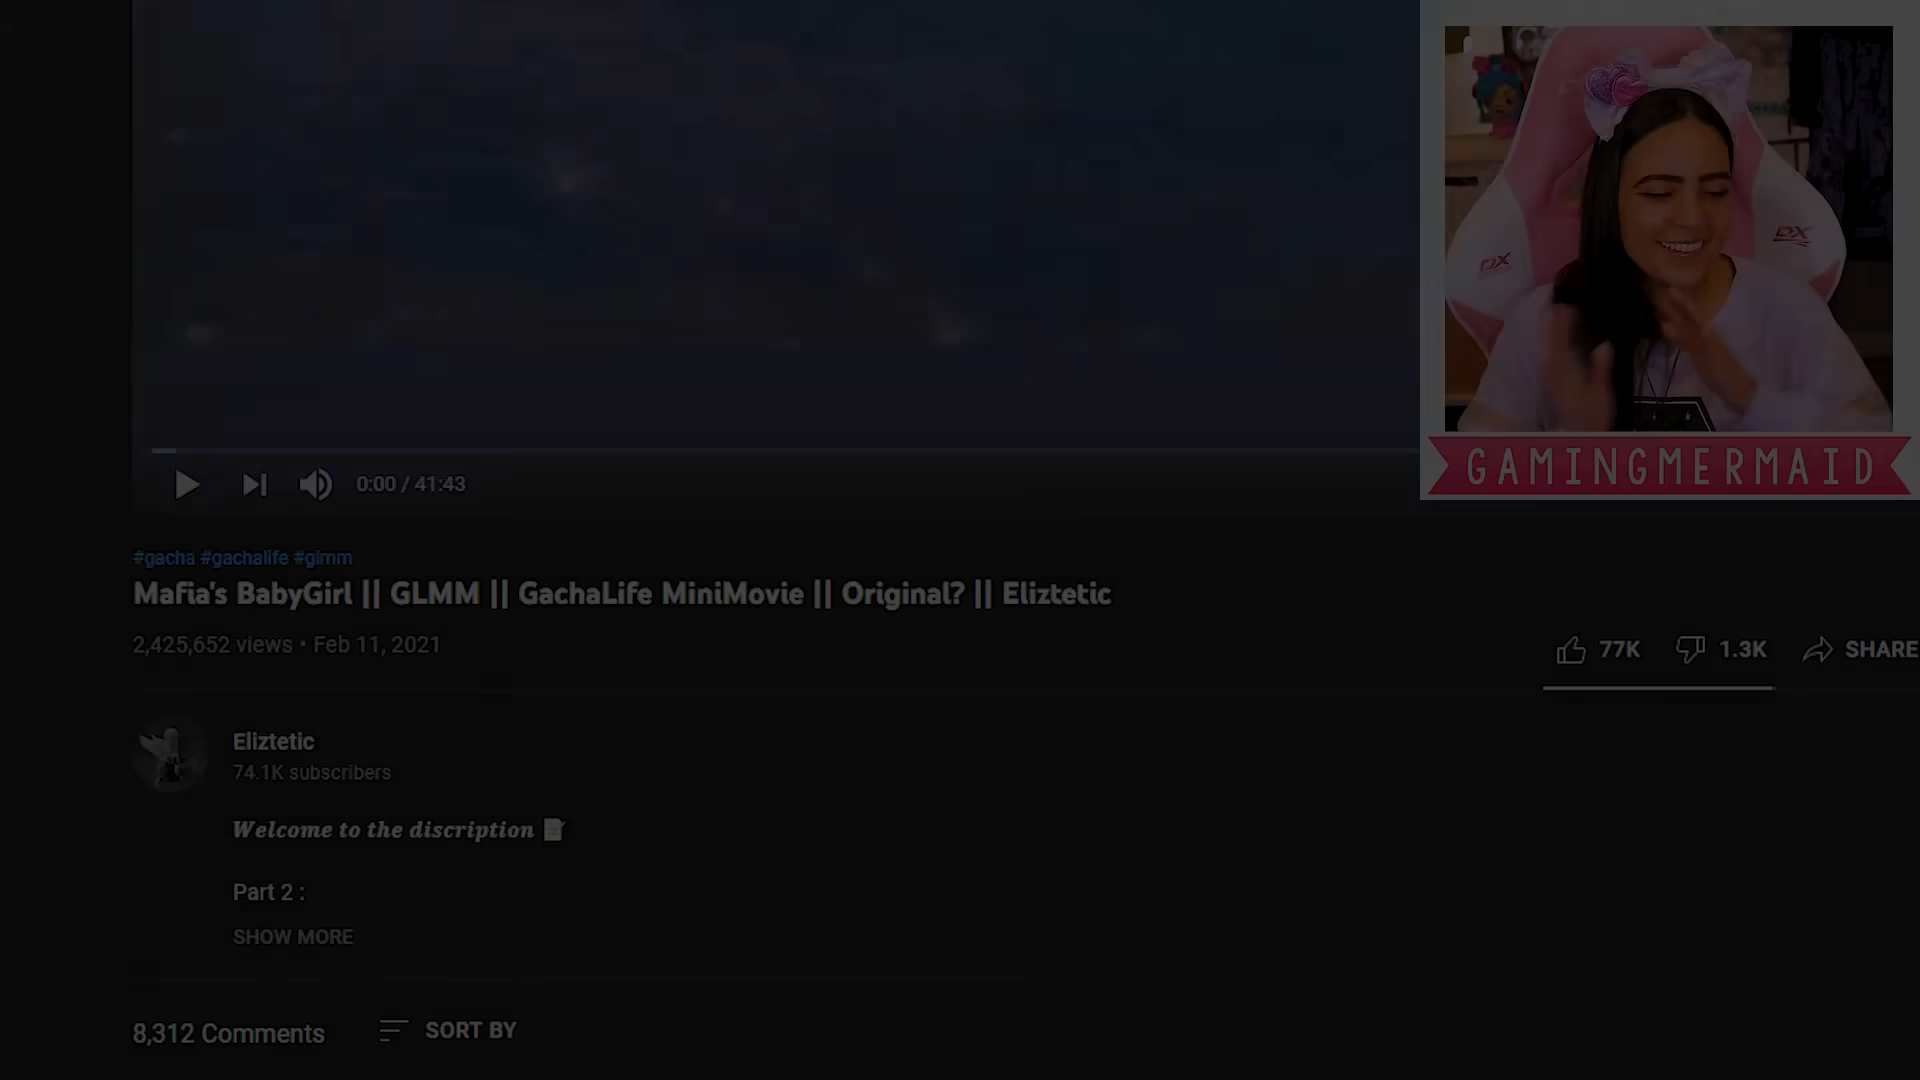 DX
DX
GAMINGMERMAID
0:00 / 41:43
#gacha #gachalife #glmm
Mafia's BabyGirl || GLMM || GachaLife MiniMovie || Original? || Eliztetic
2,425,652 views • Feb 11, 2021
77K 1.3K SHARE
Eliztetic
74.1K subscribers
Welcome to the discription 📝
Part 2 :
SHOW MORE
8,312 Comments SORT BY